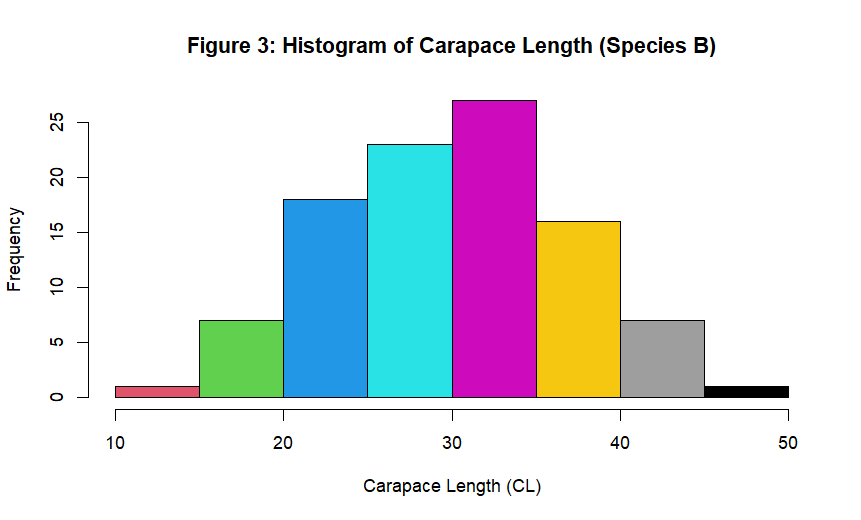 Figure 3: Histogram of Carapace Length (Species B)
25
20
15
10
5
0
Frequency
10 20 30 40 50
Carapace Length (CL)